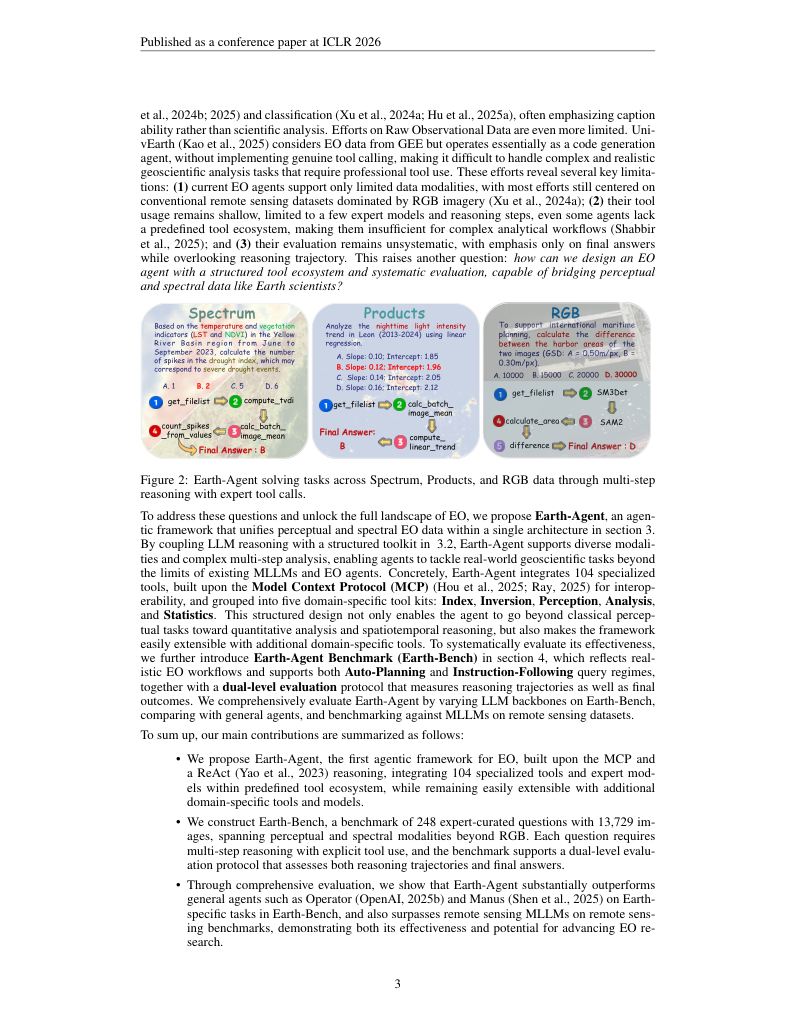 Published as a conference paper at ICLR 2026
et al., 2024b; 2025) and classification (Xu et al., 2024a; Hu et al., 2025a), often emphasizing caption
ability rather than scientific analysis. Efforts on Raw Observational Data are even more limited. Uni-
vEarth (Kao et al., 2025) considers EO data from GEE but operates essentially as a code generation
agent, without implementing genuine tool calling, making it difficult to handle complex and realistic
geoscientific analysis tasks that require professional tool use. These efforts reveal several key limita-
tions: (1) current EO agents support only limited data modalities, with most efforts still centered on
conventional remote sensing datasets dominated by RGB imagery (Xu et al., 2024a); (2) their tool
usage remains shallow, limited to a few expert models and reasoning steps, even some agents lack
a predefined tool ecosystem, making them insufficient for complex analytical workflows (Shabbir
et al., 2025); and (3) their evaluation remains unsystematic, with emphasis only on final answers
while overlooking reasoning trajectory. This raises another question: how can we design an EO
agent with a structured tool ecosystem and systematic evaluation, capable of bridging perceptual
and spectral data like Earth scientists?
Spectrum
Based on the temperature and vegetation
indicators (LST and NDVI) in the Yellow
River Basin region from June to
September 2023, calculate the number
of spikes in the drought index, which may
correspond to severe drought events.
A. 1 B. 2 C. 5 D. 6
1 get_filelist 2 compute_tvdi
4 count_spikes
_from_values 3 calc_batch_
image_mean
Final Answer : B
Products
Analyze the nighttime light intensity
trend in Leon (2013-2024) using linear
regression.
A. Slope: 0.10; Intercept: 1.85
B. Slope: 0.12; Intercept: 1.96
C. Slope: 0.14; Intercept: 2.05
D. Slope: 0.16; Intercept: 2.12
1 get_filelist 2 calc_batch_
image_mean
Final Answer:
B 3 compute_
linear_trend
RGB
To support international maritime
planning, calculate the difference
between the harbor areas of the
two images (GSD: A = 0.50m/px, B =
0.30m/px).
A. 10000 B. 15000 C. 20000 D. 30000
1 get_filelist 2 SM3Det
4 calculate_area 3 SAM2
5 difference Final Answer : D
Figure 2: Earth-Agent solving tasks across Spectrum, Products, and RGB data through multi-step
reasoning with expert tool calls.
To address these questions and unlock the full landscape of EO, we propose Earth-Agent, an agen-
tic framework that unifies perceptual and spectral EO data within a single architecture in section 3.
By coupling LLM reasoning with a structured toolkit in 3.2, Earth-Agent supports diverse modali-
ties and complex multi-step analysis, enabling agents to tackle real-world geoscientific tasks beyond
the limits of existing MLLMs and EO agents. Concretely, Earth-Agent integrates 104 specialized
tools, built upon the Model Context Protocol (MCP) (Hou et al., 2025; Ray, 2025) for interop-
erability, and grouped into five domain-specific tool kits: Index, Inversion, Perception, Analysis,
and Statistics. This structured design not only enables the agent to go beyond classical percep-
tual tasks toward quantitative analysis and spatiotemporal reasoning, but also makes the framework
easily extensible with additional domain-specific tools. To systematically evaluate its effectiveness,
we further introduce Earth-Agent Benchmark (Earth-Bench) in section 4, which reflects real-
istic EO workflows and supports both Auto-Planning and Instruction-Following query regimes,
together with a dual-level evaluation protocol that measures reasoning trajectories as well as final
outcomes. We comprehensively evaluate Earth-Agent by varying LLM backbones on Earth-Bench,
comparing with general agents, and benchmarking against MLLMs on remote sensing datasets.
To sum up, our main contributions are summarized as follows:
• We propose Earth-Agent, the first agentic framework for EO, built upon the MCP and
a ReAct (Yao et al., 2023) reasoning, integrating 104 specialized tools and expert mod-
els within predefined tool ecosystem, while remaining easily extensible with additional
domain-specific tools and models.
• We construct Earth-Bench, a benchmark of 248 expert-curated questions with 13,729 im-
ages, spanning perceptual and spectral modalities beyond RGB. Each question requires
multi-step reasoning with explicit tool use, and the benchmark supports a dual-level evalu-
ation protocol that assesses both reasoning trajectories and final answers.
• Through comprehensive evaluation, we show that Earth-Agent substantially outperforms
general agents such as Operator (OpenAI, 2025b) and Manus (Shen et al., 2025) on Earth-
specific tasks in Earth-Bench, and also surpasses remote sensing MLLMs on remote sens-
ing benchmarks, demonstrating both its effectiveness and potential for advancing EO re-
search.
3